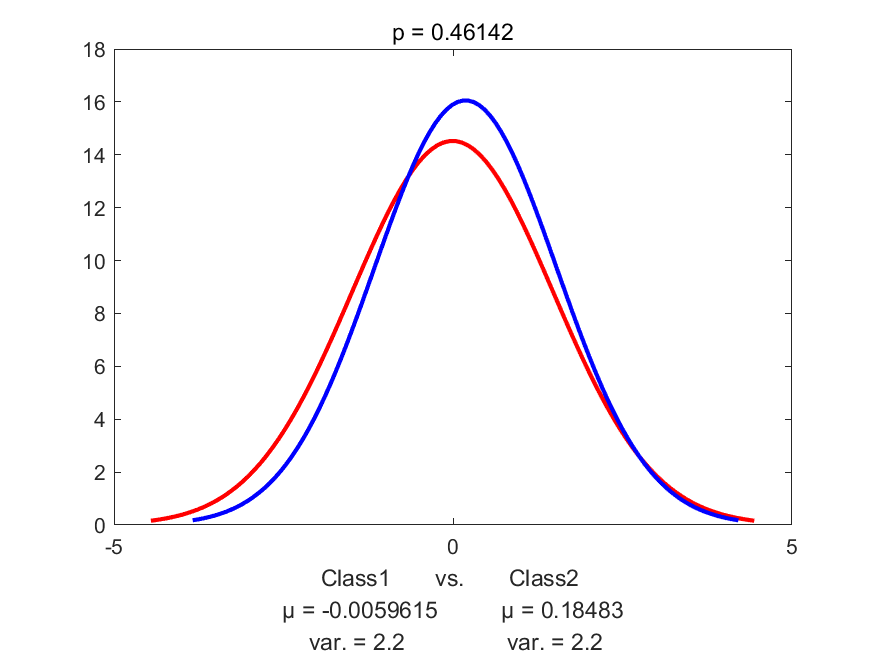 p = 0.46142
18
16
14
12
10
8
6
4
2
0
-5 0 5
Class1 vs. Class2
μ = -0.0059615 μ = 0.18483
var. = 2.2 var. = 2.2